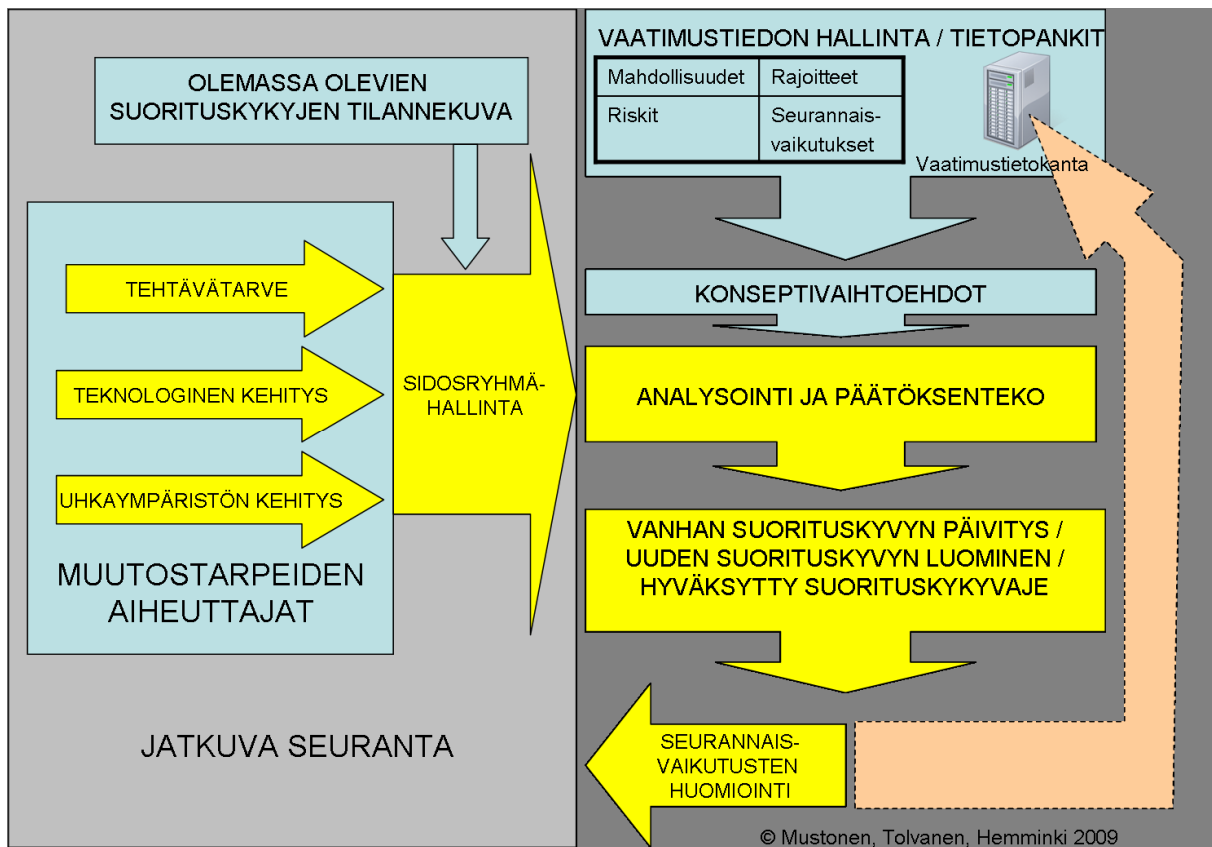 OLEMASSA OLEVIEN
SUORITUSKYKYJEN TILANNEKUVA
TEHTÄVÄTARVE
TEKNOLOGINEN KEHITYS
UHKAYMPÄRISTÖN KEHITYS
MUUTOSTARPEIDEN
AIHEUTTAJAT
SIDOSRYHMÄ-
HALLINTA
JATKUVA SEURANTA
VAATIMUSTIEDON HALLINTA / TIETOPANKIT
Mahdollisuudet
Rajoitteet
Riskit
Seurannais-
vaikutukset
Vaatimustietokanta
KONSEPTIVAIHTOEHDOT
ANALYSOINTI JA PÄÄTÖKSENTEKO
VANHAN SUORITUSKYVYN PÄIVITYS /
UUDEN SUORITUSKYVYN LUOMINEN /
HYVÄKSYTTY SUORITUSKYKYVAJE
SEURANNAIS-
VAIKUTUSTEN
HUOMIOINTI
© Mustonen, Tolvanen, Hemminki 2009